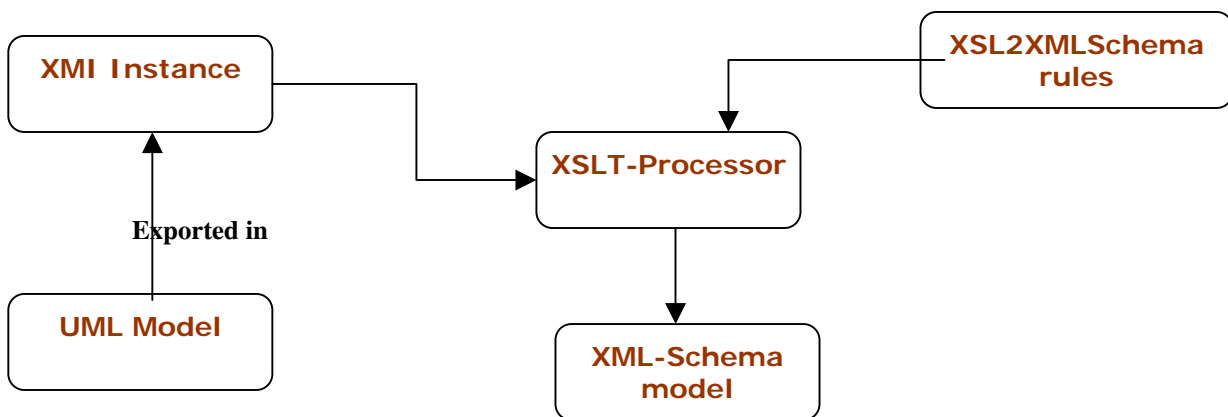 XMI Instance
XSL2XMLSchema
rules
XSLT-Processor
Exported in
UML Model
XML-Schema
model